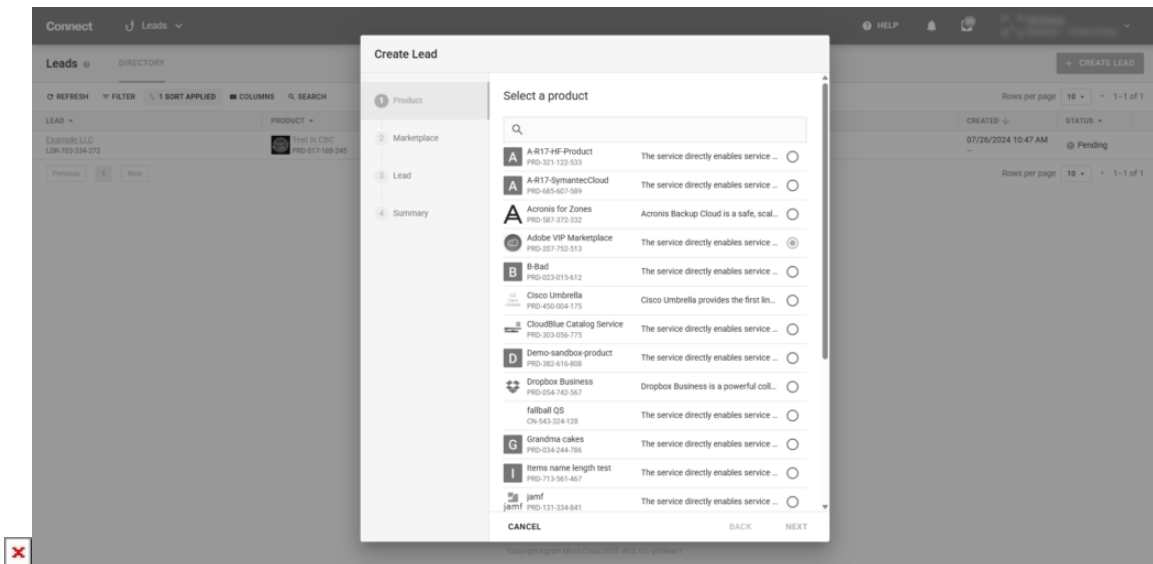 Connect
Leads
HELP
Leads
DIRECTORY
+ CREATE LEAD
REFRESH FILTER 1 SORT APPLIED COLUMNS SEARCH
Rows per page 10 1-1 of 1
LEAD PRODUCT CREATED STATUS
Example LLC
LDR-703-334-272
Test in CBC
PRD-017-188-245
07/26/2024 10:47 AM
--
Pending
Previous 1 Next
Rows per page 10 1-1 of 1
Create Lead
1 Product
2 Marketplace
3 Lead
4 Summary
Select a product
A A-R17-HF-Product The service directly enables service ...
PRD-321-122-533
A A-R17-SymantecCloud The service directly enables service ...
PRD-685-607-589
Acronis for Zones Acronis Backup Cloud is a safe, scal...
PRD-587-372-332
Adobe VIP Marketplace The service directly enables service ...
PRD-207-752-513
B B-Bad The service directly enables service ...
PRD-023-015-612
Cisco Umbrella Cisco Umbrella provides the first lin...
PRD-450-004-175
CloudBlue Catalog Service The service directly enables service ...
PRD-303-056-775
D Demo-sandbox-product The service directly enables service ...
PRD-382-616-808
Dropbox Business Dropbox Business is a powerful coll...
PRD-054-742-567
fallball QS The service directly enables service ...
CN-543-324-128
G Grandma cakes The service directly enables service ...
PRD-034-244-786
I Items name length test The service directly enables service ...
PRD-713-561-467
jamf jamf The service directly enables service ...
PRD-131-334-841
CANCEL BACK NEXT